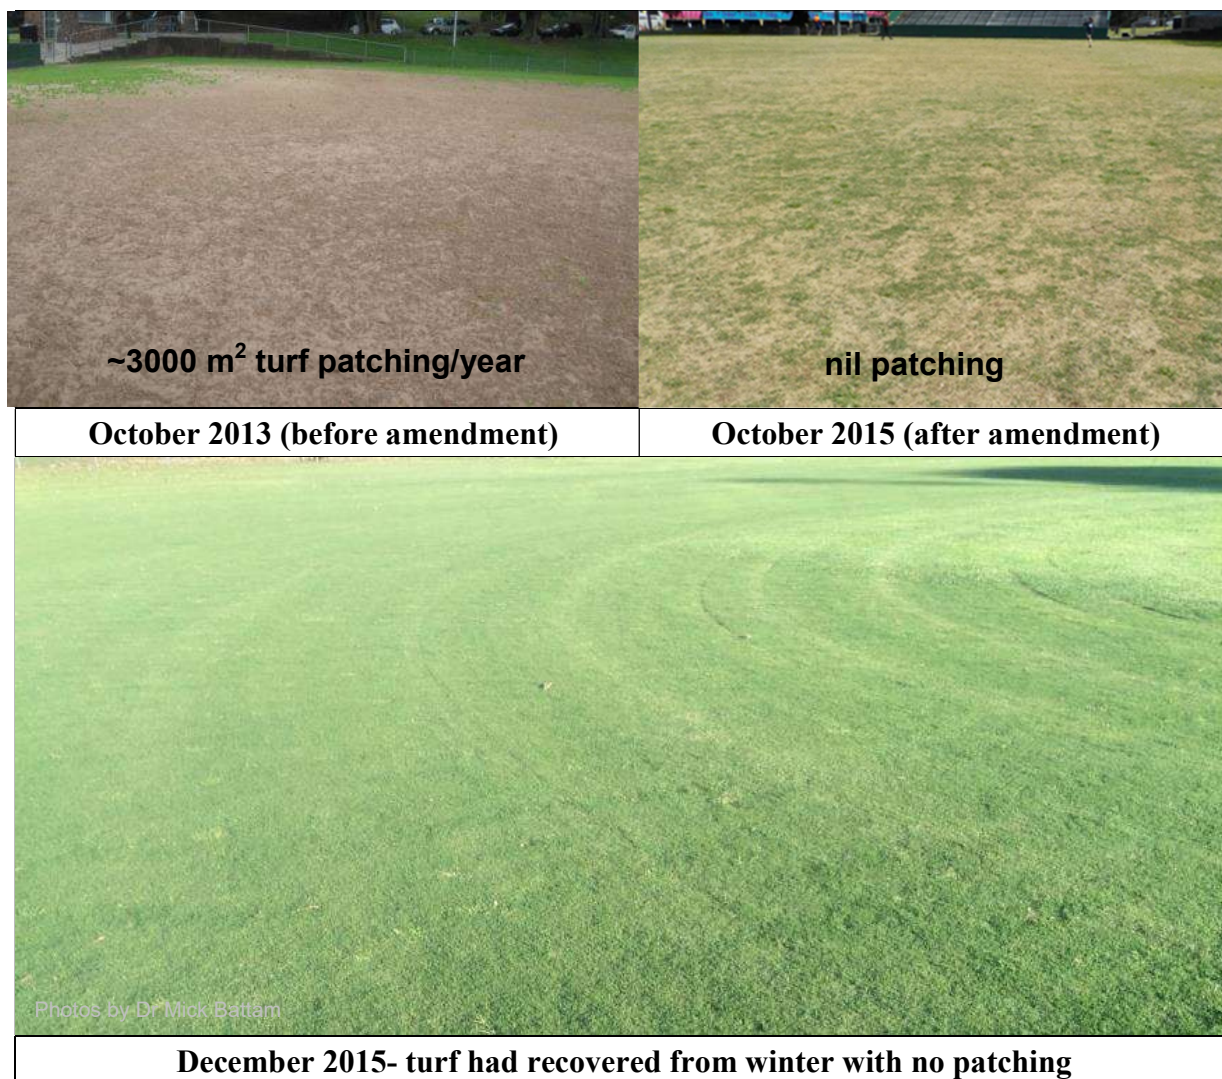 ~3000 m² turf patching/year
nil patching
October 2013 (before amendment)
October 2015 (after amendment)
Photos by Dr Mick Battam
December 2015- turf had recovered from winter with no patching